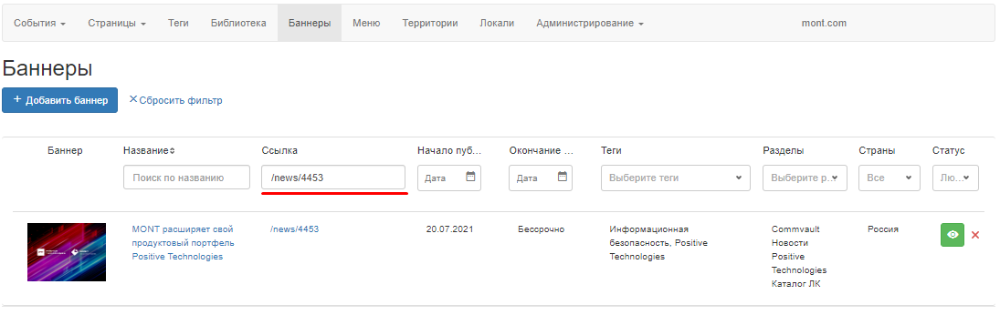 События Страницы Теги Библиотека Баннеры Меню Территории Локали Администрирование mont.com
Баннеры
+ Добавить баннер ×Сбросить фильтр
Баннер Название Ссылка Начало пуб... Окончание ... Теги Разделы Страны Статус
Поиск по названию /news/4453 Дата Дата Выберите теги Выберите р... Все Лю...
MONT расширяет свой /news/4453 20.07.2021 Бессрочно Информационная Commvault Россия
продуктовый портфель безопасность, Positive Новости
Positive Technologies Technologies Positive
Technologies
Каталог ЛК